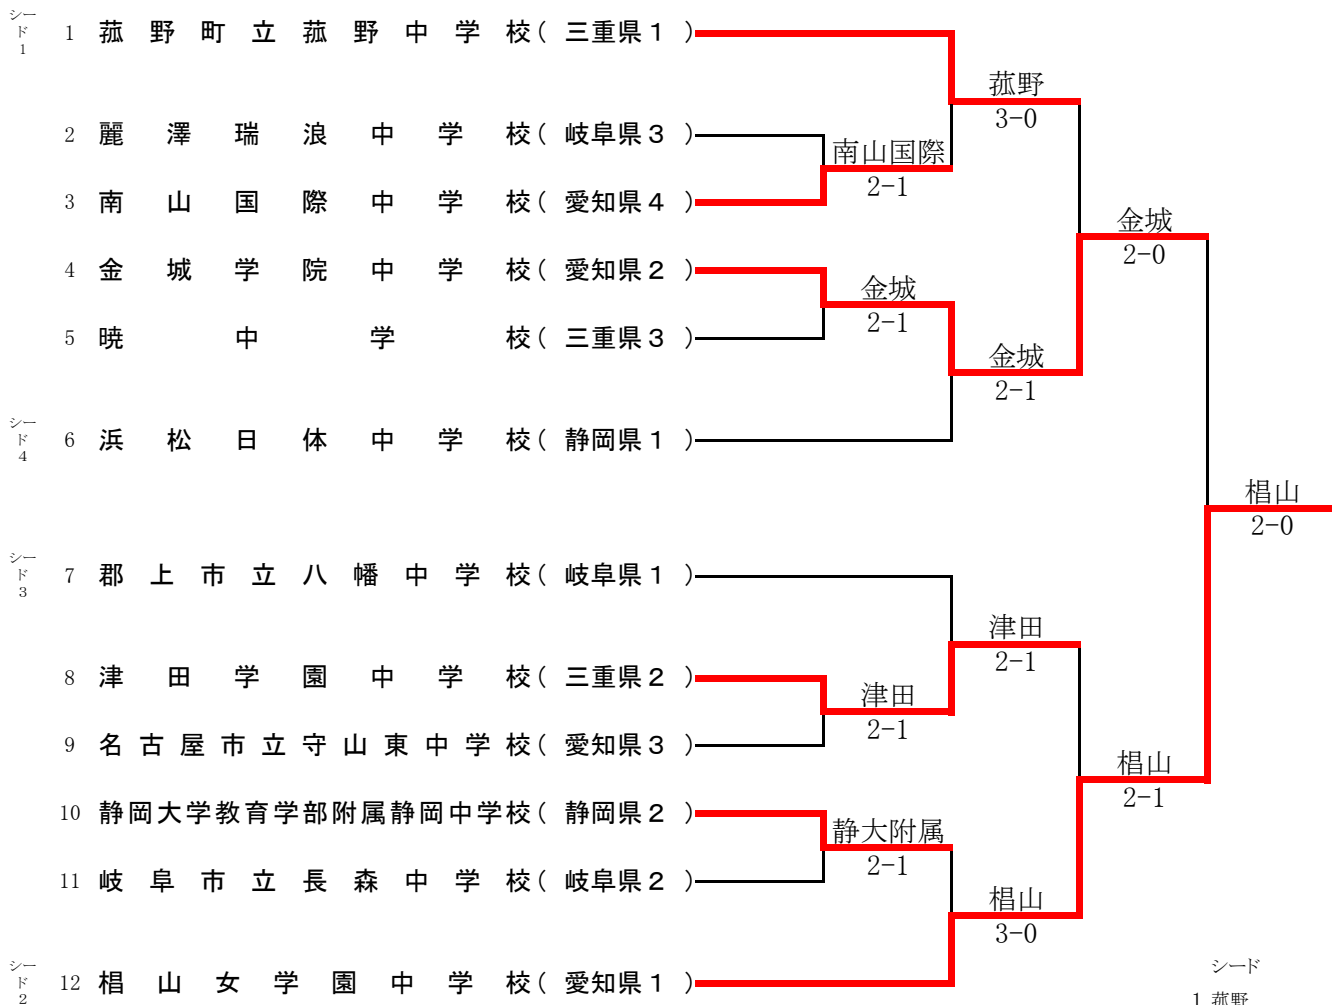 シード1 1 菰野町立菰野中学校(三重県1)
菰野
3-0
2 麗澤瑞浪中学校(岐阜県3)
南山国際
2-1
3 南山国際中学校(愛知県4)
金城
2-0
4 金城学院中学校(愛知県2)
金城
2-1
5 暁中学校(三重県3)
金城
2-1
シード4 6 浜松日体中学校(静岡県1)
椙山
2-0
シード3 7 郡上市立八幡中学校(岐阜県1)
津田
2-1
8 津田学園中学校(三重県2)
津田
2-1
9 名古屋市立守山東中学校(愛知県3)
椙山
2-1
10 静岡大学教育学部附属静岡中学校(静岡県2)
静大附属
2-1
11 岐阜市立長森中学校(岐阜県2)
椙山
3-0
シード2 12 椙山女学園中学校(愛知県1)
シード
1 菰野